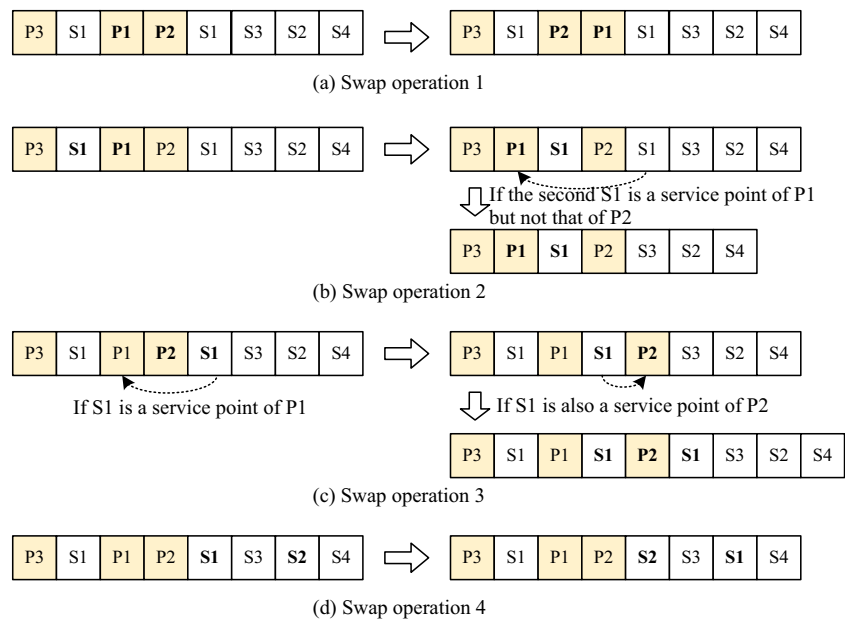 P3 S1 P1 P2 S1 S3 S2 S4 P3 S1 P2 P1 S1 S3 S2 S4
(a) Swap operation 1
P3 S1 P1 P2 S1 S3 S2 S4 P3 P1 S1 P2 S1 S3 S2 S4
If the second S1 is a service point of P1
but not that of P2
P3 P1 S1 P2 S3 S2 S4
(b) Swap operation 2
P3 S1 P1 P2 S1 S3 S2 S4 P3 S1 P1 S1 P2 S3 S2 S4
If S1 is a service point of P1 If S1 is also a service point of P2
P3 S1 P1 S1 P2 S1 S3 S2 S4
(c) Swap operation 3
P3 S1 P1 P2 S1 S3 S2 S4 P3 S1 P1 P2 S2 S3 S1 S4
(d) Swap operation 4